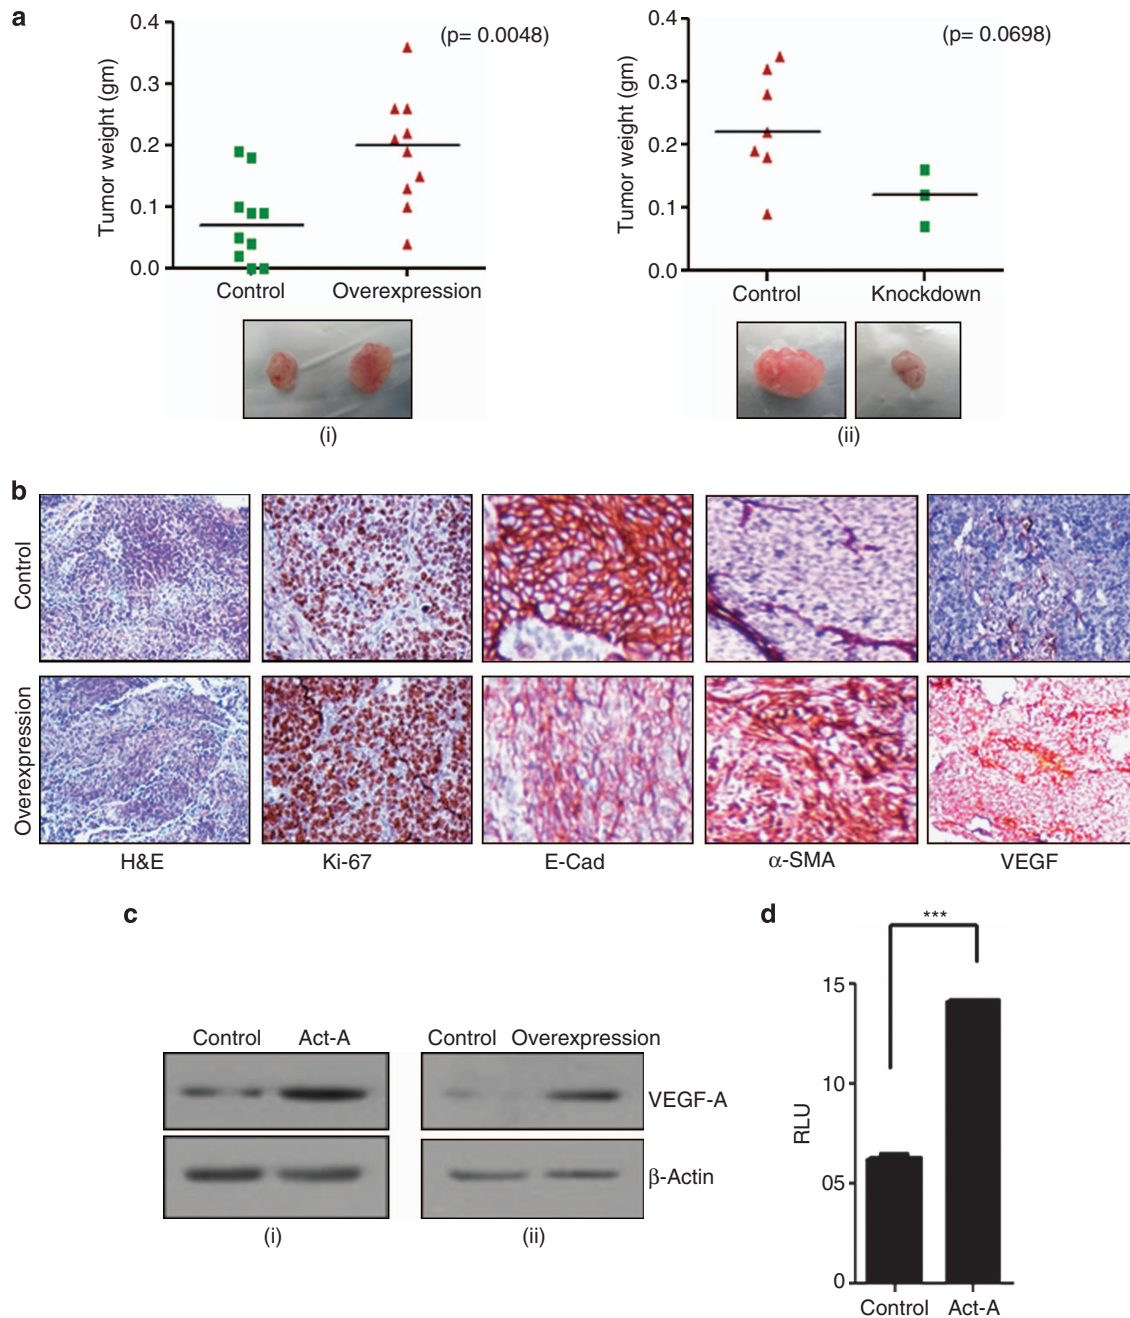 a
0.4
0.3
0.2
0.1
0.0
Tumor weight (gm)
(p= 0.0048)
Control
Overexpression
(i)
0.4
0.3
0.2
0.1
0.0
Tumor weight (gm)
(p= 0.0698)
Control
Knockdown
(ii)
b
Control
Overexpression
H&E
Ki-67
E-Cad
α-SMA
VEGF
c
Control
Act-A
Control
Overexpression
VEGF-A
β-Actin
(i)
(ii)
d
***
15
10
05
0
RLU
Control
Act-A